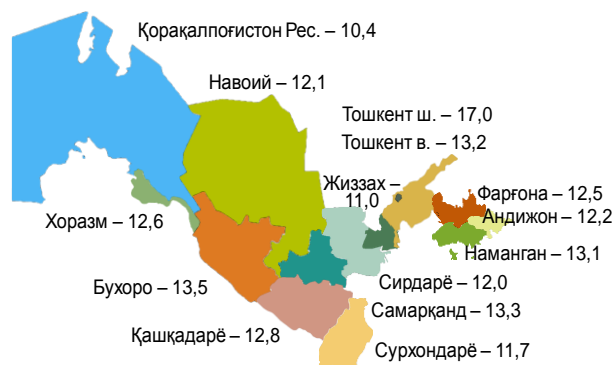 Қорақалпоғистон Рес. – 10,4
Навоий – 12,1
Тошкент ш. – 17,0
Тошкент в. – 13,2
Жиззах –
11,0
Фарғона – 12,5
Андижон – 12,2
Хоразм – 12,6
Наманган – 13,1
Сирдарё – 12,0
Бухоро – 13,5
Самарқанд – 13,3
Қашқадарё – 12,8
Сурхондарё – 11,7